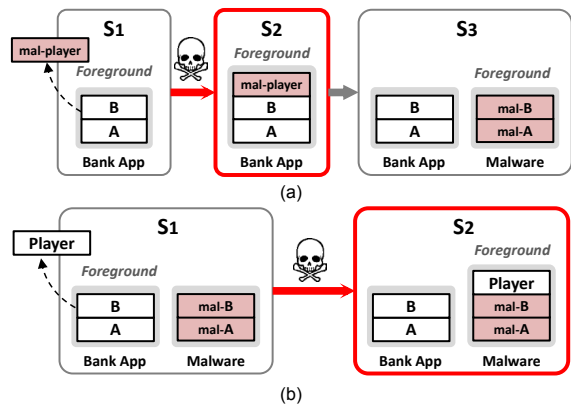 S1
S2
S3
mal-player
Foreground
Foreground
Foreground
mal-player
B
B
B
mal-B
A
A
A
mal-A
Bank App
Bank App
Bank App
Malware
(a)
S1
S2
Player
Foreground
Foreground
Player
B
mal-B
B
mal-B
A
mal-A
A
mal-A
Bank App
Malware
Bank App
Malware
(b)